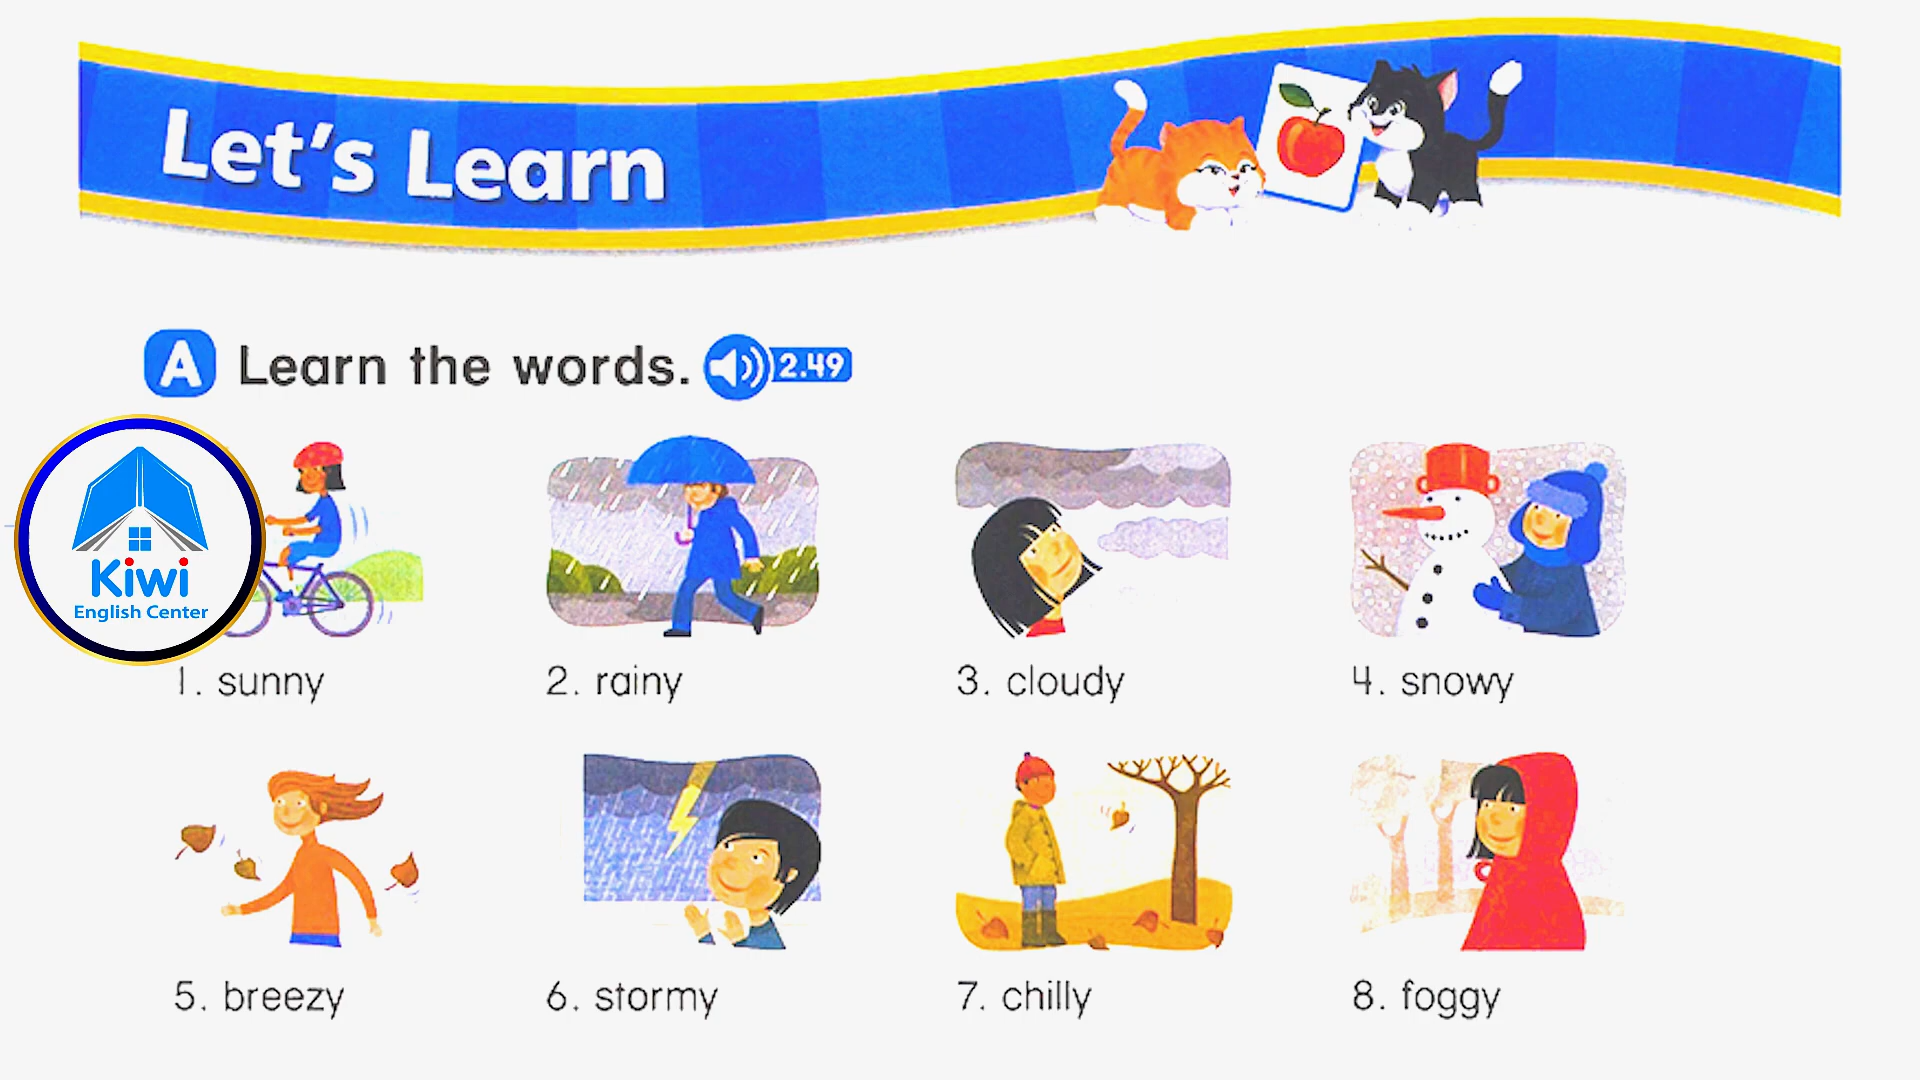 Let's Learn
A Learn the words. 2.49
Kiwi
English Center
1. sunny
2. rainy
3. cloudy
4. snowy
5. breezy
6. stormy
7. chilly
8. foggy